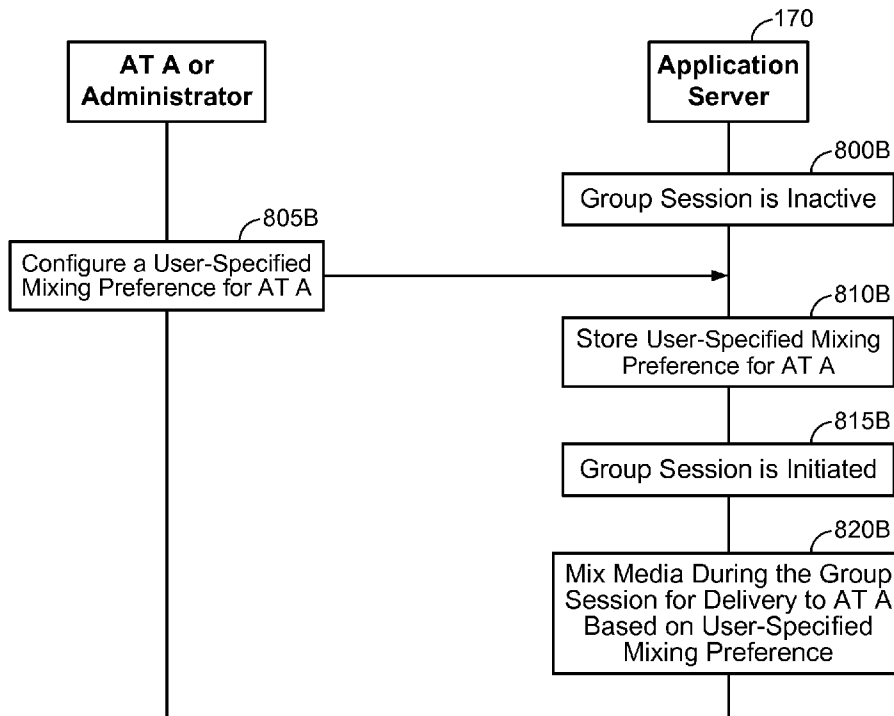 170
AT A or
Administrator
Application
Server
800B
Group Session is Inactive
805B
Configure a User-Specified
Mixing Preference for AT A
810B
Store User-Specified Mixing
Preference for AT A
815B
Group Session is Initiated
820B
Mix Media During the Group
Session for Delivery to AT A
Based on User-Specified
Mixing Preference